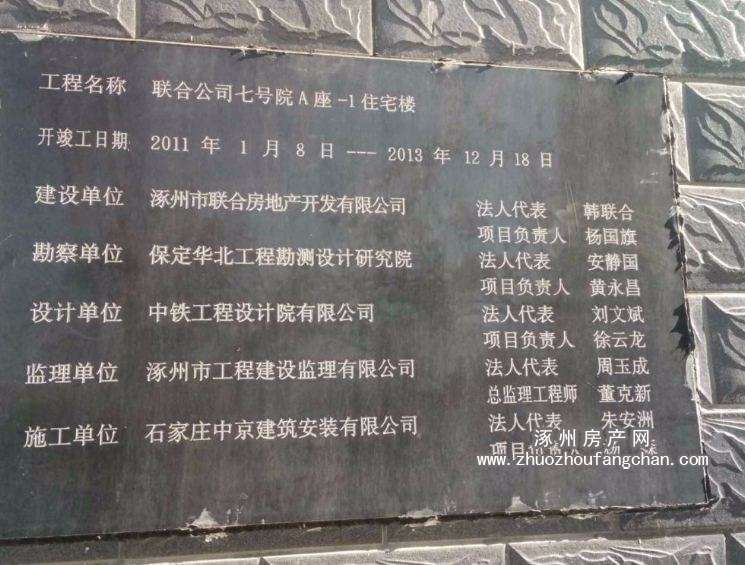 工程名称 联合公司七号院A座-1住宅楼
开竣工日期 2011 年 1 月 8 日 --- 2013 年 12 月 18 日
建设单位 涿州市联合房地产开发有限公司 法人代表 韩联合
项目负责人 杨国旗
勘察单位 保定华北工程勘测设计研究院 法人代表 安静国
项目负责人 黄永昌
设计单位 中铁工程设计院有限公司 法人代表 刘文斌
项目负责人 徐云龙
监理单位 涿州市工程建设监理有限公司 法人代表 周玉成
总监理工程师 董克新
施工单位 石家庄中京建筑安装有限公司 法人代表 朱安洲
项目
涿州房产网
www.zhuozhoufangchan.com